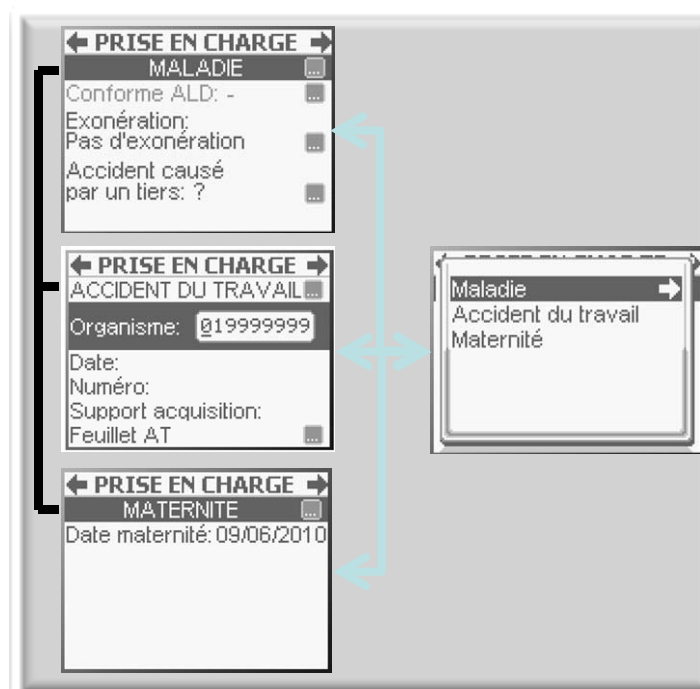 PRISE EN CHARGE
MALADIE
Conforme ALD: -
Exonération:
Pas d'exonération
Accident causé
par un tiers: ?
PRISE EN CHARGE
ACCIDENT DU TRAVAIL
Organisme: 019999999
Date:
Numéro:
Support acquisition:
Feuillet AT
PRISE EN CHARGE
MATERNITE
Date maternité: 09/06/2010
Maladie
Accident du travail
Maternité